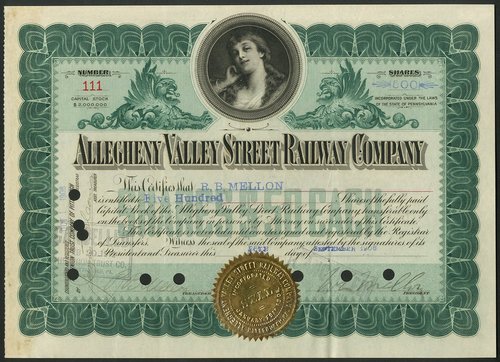 NUMBER
111
CAPITAL STOCK
$ 2,000,000
SHARES
500
INCORPORATED UNDER THE LAWS
OF THE STATE OF PENNSYLVANIA
ALLEGHENY VALLEY STREET RAILWAY COMPANY
This Certifies that R. B. MELLON
is entitled to Five Hundred Shares of the fully paid
Capital Stock of the Allegheny Valley Street Railway Company transferable only
on the books of the Company in person or by Attorney on surrender of this Certificate.
This Certificate is not valid until countersigned and registered by the Registrar
of Transfers. Witness the seal of the said Company attested by the signatures of its
President and Treasurer this SEPTEMBER
TREASURER
PRESIDENT